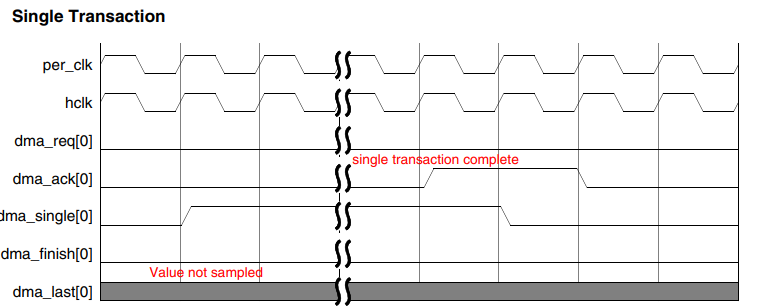 Single Transaction
per_clk
hclk
dma_req[0]
single transaction complete
dma_ack[0]
dma_single[0]
dma_finish[0]
Value not sampled
dma_last[0]